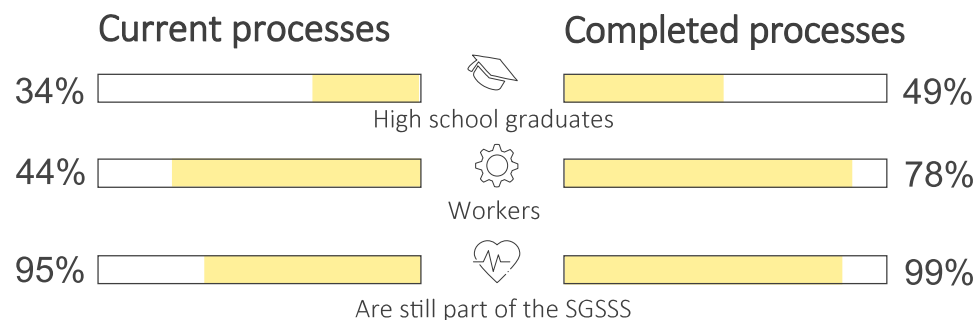 Current processes
Completed processes
34%
49%
High school graduates
44%
78%
Workers
95%
99%
Are still part of the SGSSS